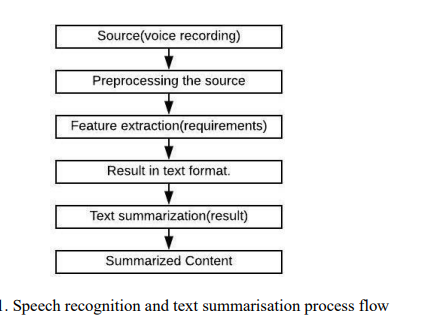 Source(voice recording)
Preprocessing the source
Feature extraction(requirements)
Result in text format.
Text summarization(result)
Summarized Content
1. Speech recognition and text summarisation process flow